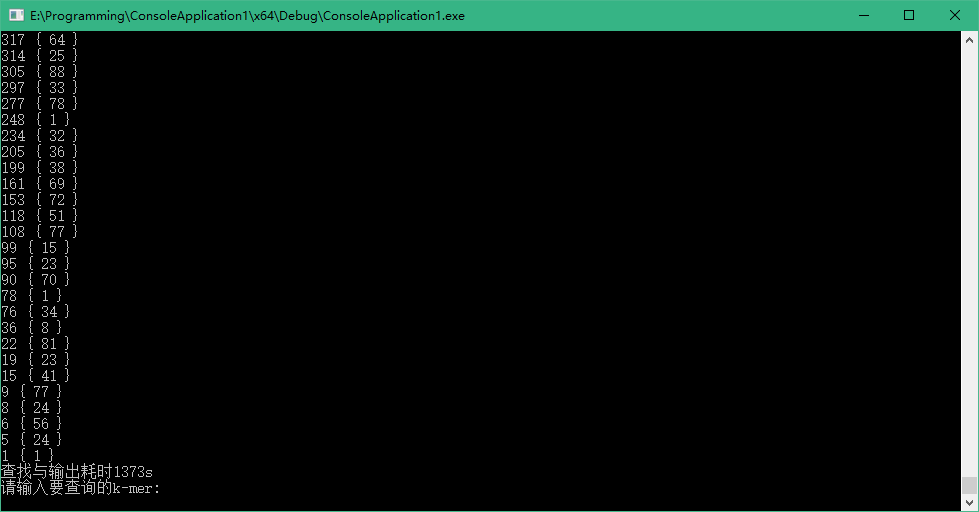 E:\Programming\ConsoleApplication1\x64\Debug\ConsoleApplication1.exe
317 { 64 }
314 { 25 }
305 { 88 }
297 { 33 }
277 { 78 }
248 { 1 }
234 { 32 }
205 { 36 }
199 { 38 }
161 { 69 }
153 { 72 }
118 { 51 }
108 { 77 }
99 { 15 }
95 { 23 }
90 { 70 }
78 { 1 }
76 { 34 }
36 { 8 }
22 { 81 }
19 { 23 }
15 { 41 }
9 { 77 }
8 { 24 }
6 { 56 }
5 { 24 }
1 { 1 }
查找与输出耗时1373s
请输入要查询的k-mer: